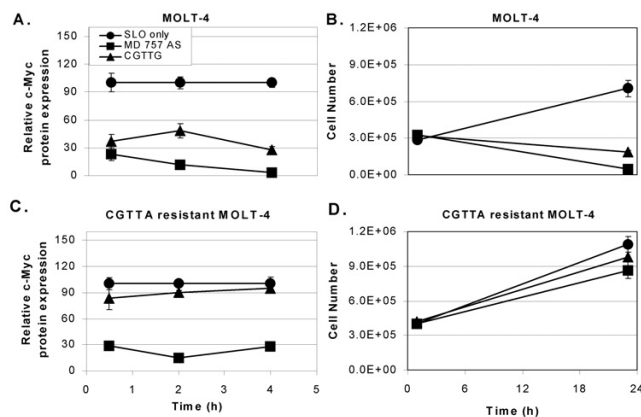 A.
MOLT-4
Relative c-Myc
protein expression
150
120
90
60
30
0
SLO only
MD 757 AS
CGTTG
B.
MOLT-4
Cell Number
1.2E+06
9.0E+05
6.0E+05
3.0E+05
0.0E+00
C.
CGTTA resistant MOLT-4
Relative c-Myc
protein expression
150
120
90
60
30
0
0 1 2 3 4 5
Time (h)
D.
CGTTA resistant MOLT-4
Cell Number
1.2E+06
9.0E+05
6.0E+05
3.0E+05
0.0E+00
0 6 12 18 24
Time (h)